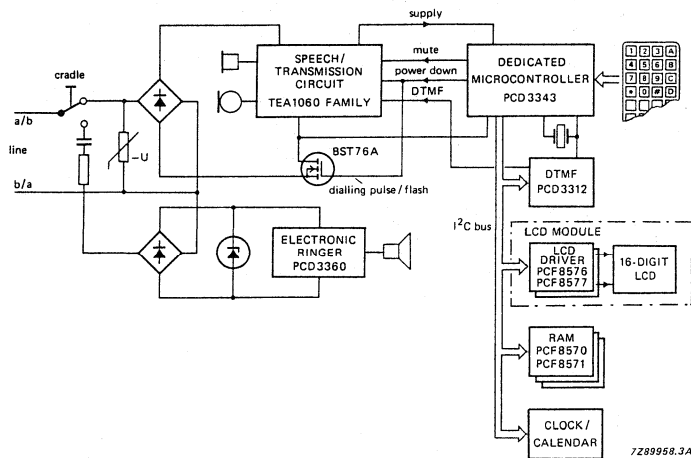 supply
SPEECH/
TRANSMISSION
CIRCUIT
TEA1060 FAMILY
mute
power down
DTMF
DEDICATED
MICROCONTROLLER
PCD3343
1 2 3 A
4 5 6 B
7 8 9 C
* 0 # D
cradle
a/b
line
-U
b/a
BST76A
dialling pulse / flash
DTMF
PCD3312
I²C bus
ELECTRONIC
RINGER
PCD3360
LCD MODULE
LCD
DRIVER
PCF8576
PCF8577
16-DIGIT
LCD
RAM
PCF8570
PCF8571
CLOCK/
CALENDAR
7Z89958.3A